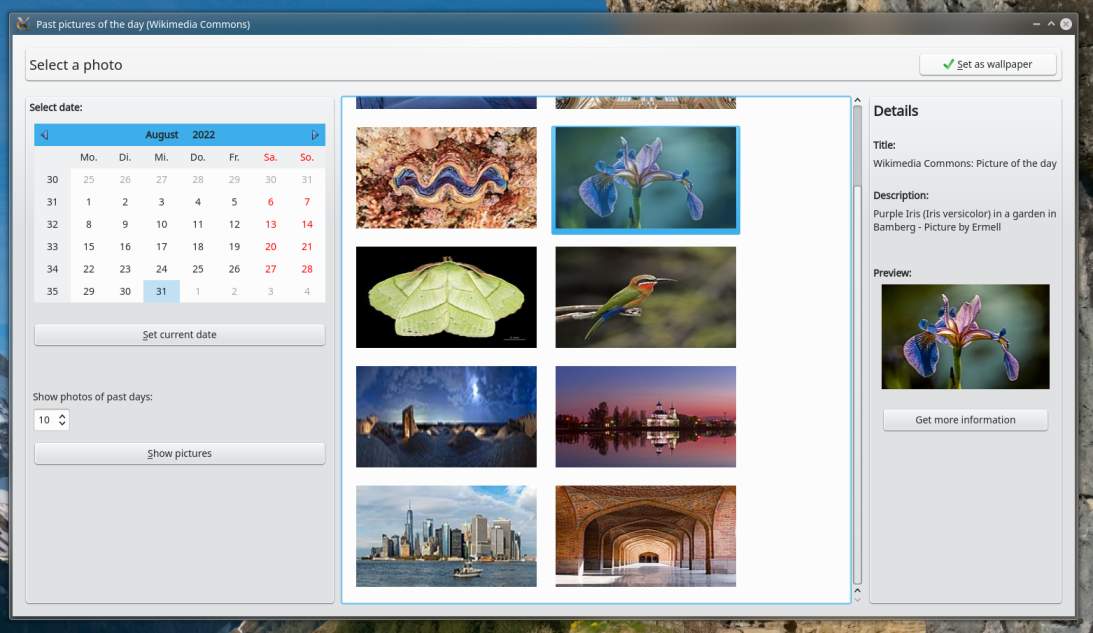 Past pictures of the day (Wikimedia Commons)
Select a photo
Set as wallpaper
Select date:
August 2022
Mo. Di. Mi. Do. Fr. Sa. So.
30 25 26 27 28 29 30 31
31 1 2 3 4 5 6 7
32 8 9 10 11 12 13 14
33 15 16 17 18 19 20 21
34 22 23 24 25 26 27 28
35 29 30 31 1 2 3 4
Set current date
Show photos of past days:
10
Show pictures
Details
Title:
Wikimedia Commons: Picture of the day
Description:
Purple Iris (Iris versicolor) in a garden in
Bamberg - Picture by Ermell
Preview:
Get more information